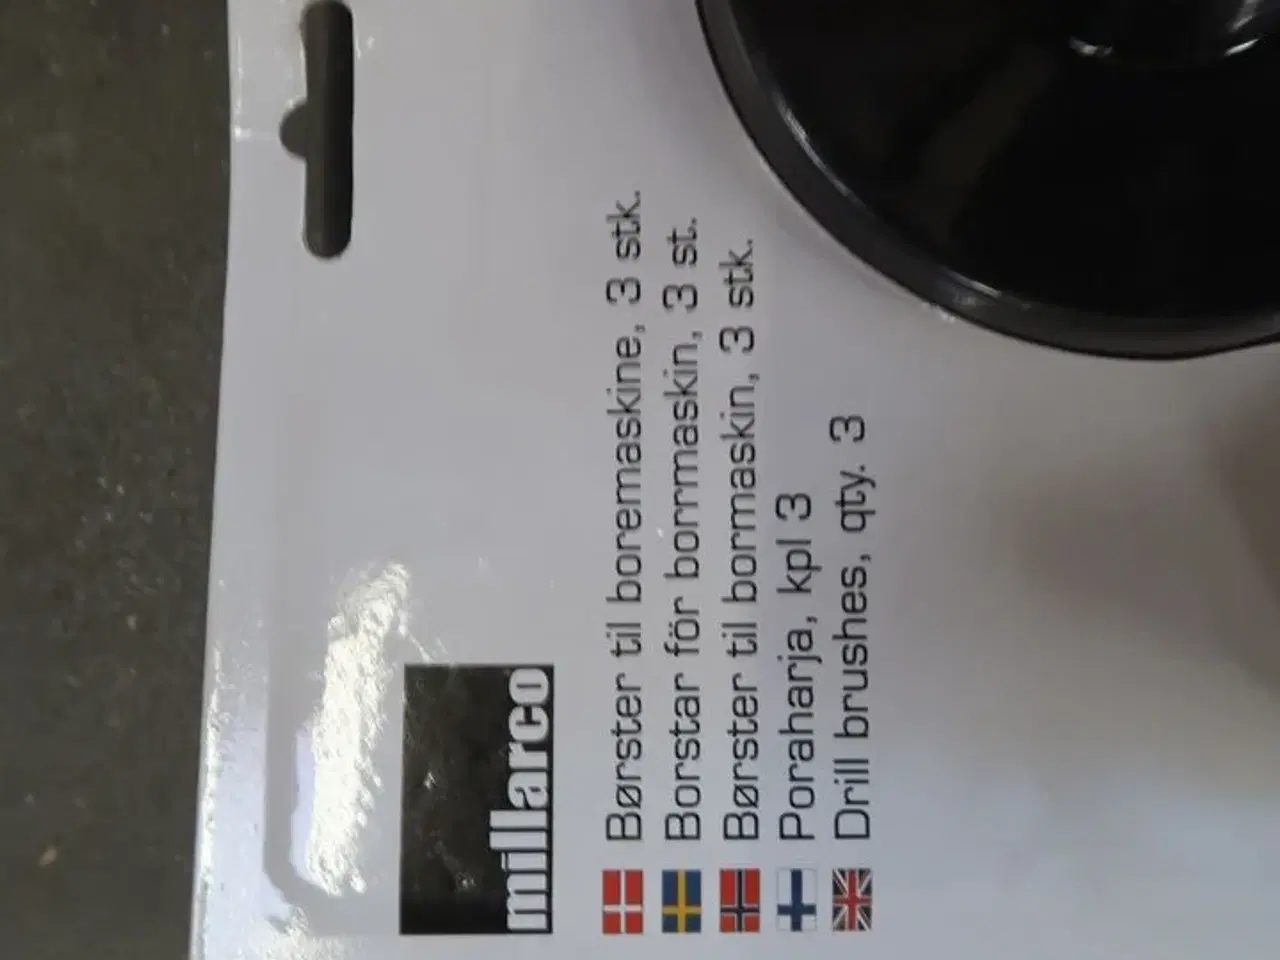 millarco
Børster til boremaskine, 3 stk.
Borstar för borrmaskin, 3 st.
Børster til bormaskin, 3 stk.
Poraharja, kpl 3
Drill brushes, qty. 3